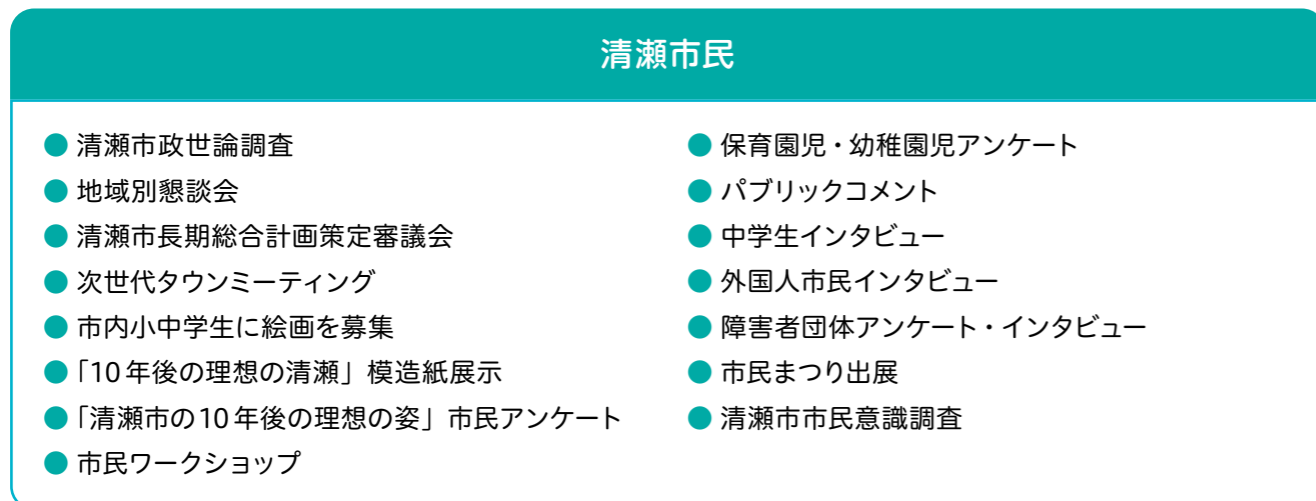 清瀬市民
● 清瀬市政世論調査
● 地域別懇談会
● 清瀬市長期総合計画策定審議会
● 次世代タウンミーティング
● 市内小中学生に絵画を募集
● 「10年後の理想の清瀬」模造紙展示
● 「清瀬市の10年後の理想の姿」市民アンケート
● 市民ワークショップ
● 保育園児・幼稚園児アンケート
● パブリックコメント
● 中学生インタビュー
● 外国人市民インタビュー
● 障害者団体アンケート・インタビュー
● 市民まつり出展
● 清瀬市市民意識調査